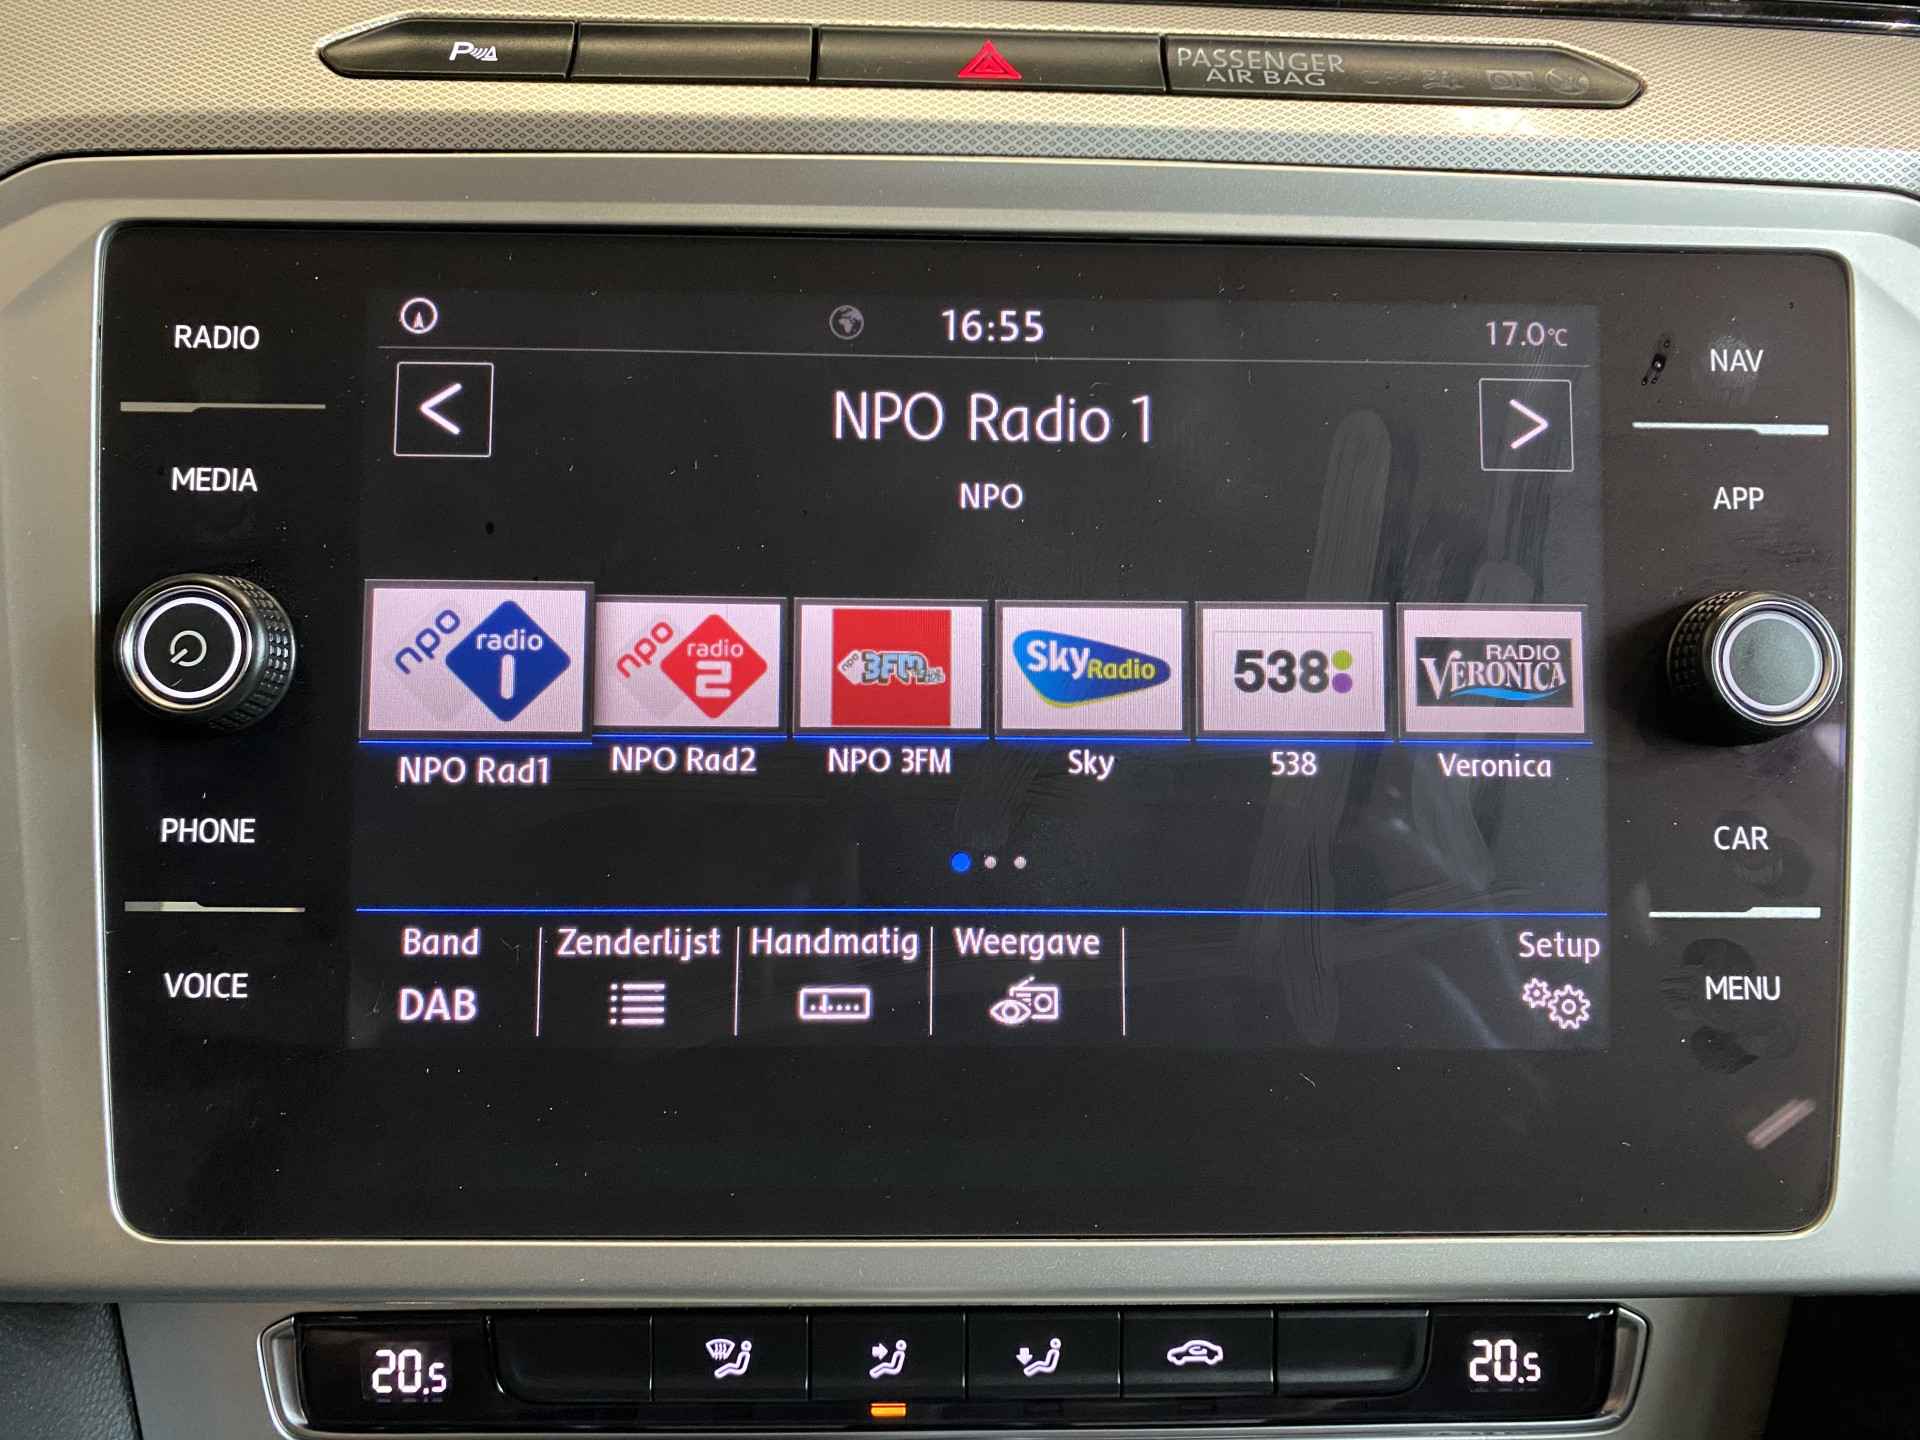 P
PASSENGER
AIR BAG
RADIO
MEDIA
PHONE
VOICE
16:55
17.0°C
<
NPO Radio 1
>
NPO
npo radio 1
npo radio 2
npo 3FM
Sky Radio
538
RADIO
VERONICA
NPO Rad1
NPO Rad2
NPO 3FM
Sky
538
Veronica
Band
Zenderlijst
Handmatig
Weergave
Setup
DAB
NAV
APP
CAR
MENU
20.5
20.5